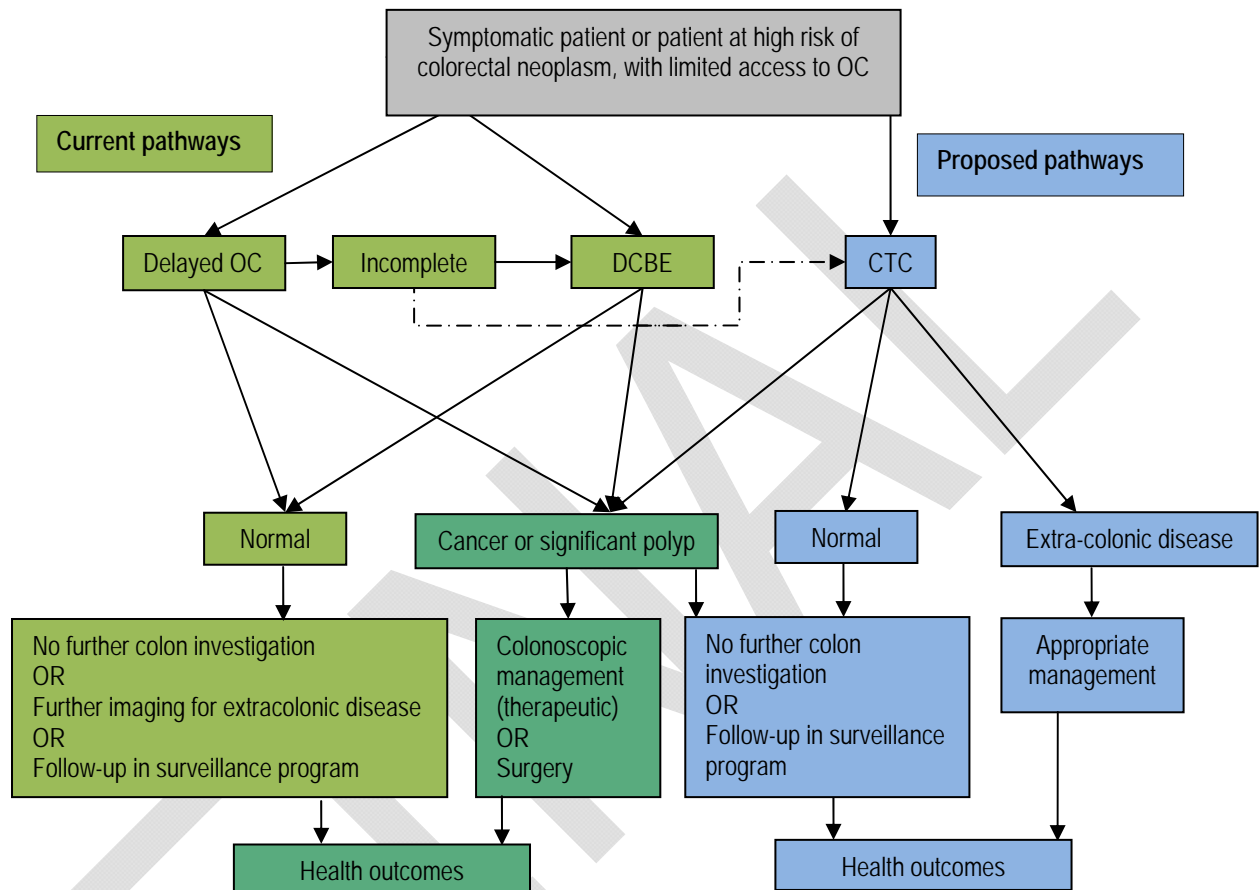 Symptomatic patient or patient at high risk of
colorectal neoplasm, with limited access to OC
Current pathways
Proposed pathways
Delayed OC
Incomplete
DCBE
CTC
Normal
Cancer or significant polyp
Normal
Extra-colonic disease
No further colon investigation
OR
Further imaging for extracolonic disease
OR
Follow-up in surveillance program
Colonoscopic
management
(therapeutic)
OR
Surgery
No further colon
investigation
OR
Follow-up in surveillance
program
Appropriate
management
Health outcomes
Health outcomes